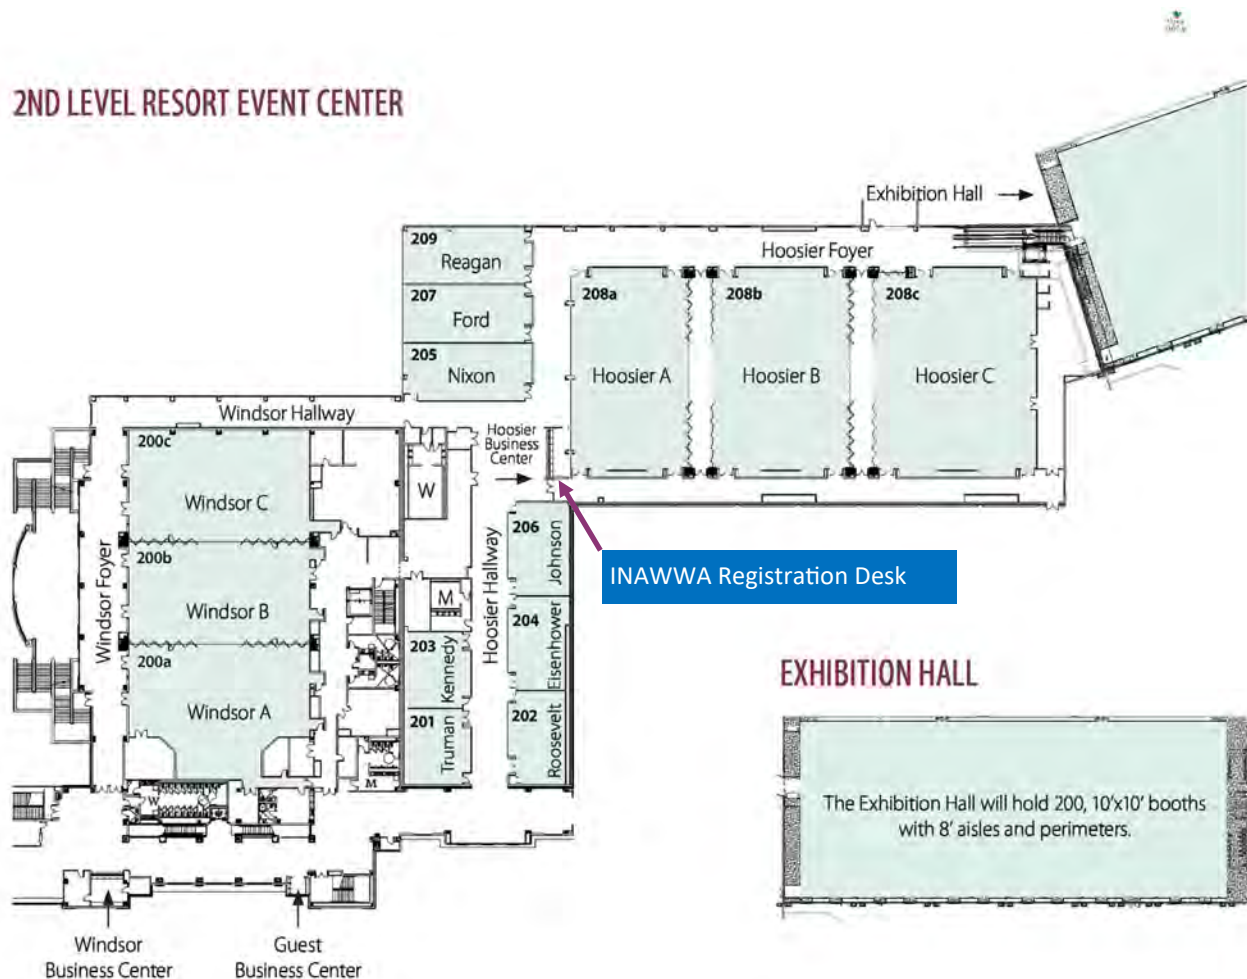 2ND LEVEL RESORT EVENT CENTER
Exhibition Hall
209
Reagan
Hoosier Foyer
207
Ford
208a
208b
208c
205
Nixon
Hoosier A
Hoosier B
Hoosier C
Windsor Hallway
Hoosier
Business
Center
200c
Windsor C
W
206
Johnson
200b
Windsor B
Windsor Foyer
M
Hoosier Hallway
INAWWA Registration Desk
204
Eisenhower
203
Kennedy
200a
Windsor A
201
Truman
202
Roosevelt
W
M
EXHIBITION HALL
The Exhibition Hall will hold 200, 10'x10' booths
with 8' aisles and perimeters.
Windsor
Business Center
Guest
Business Center